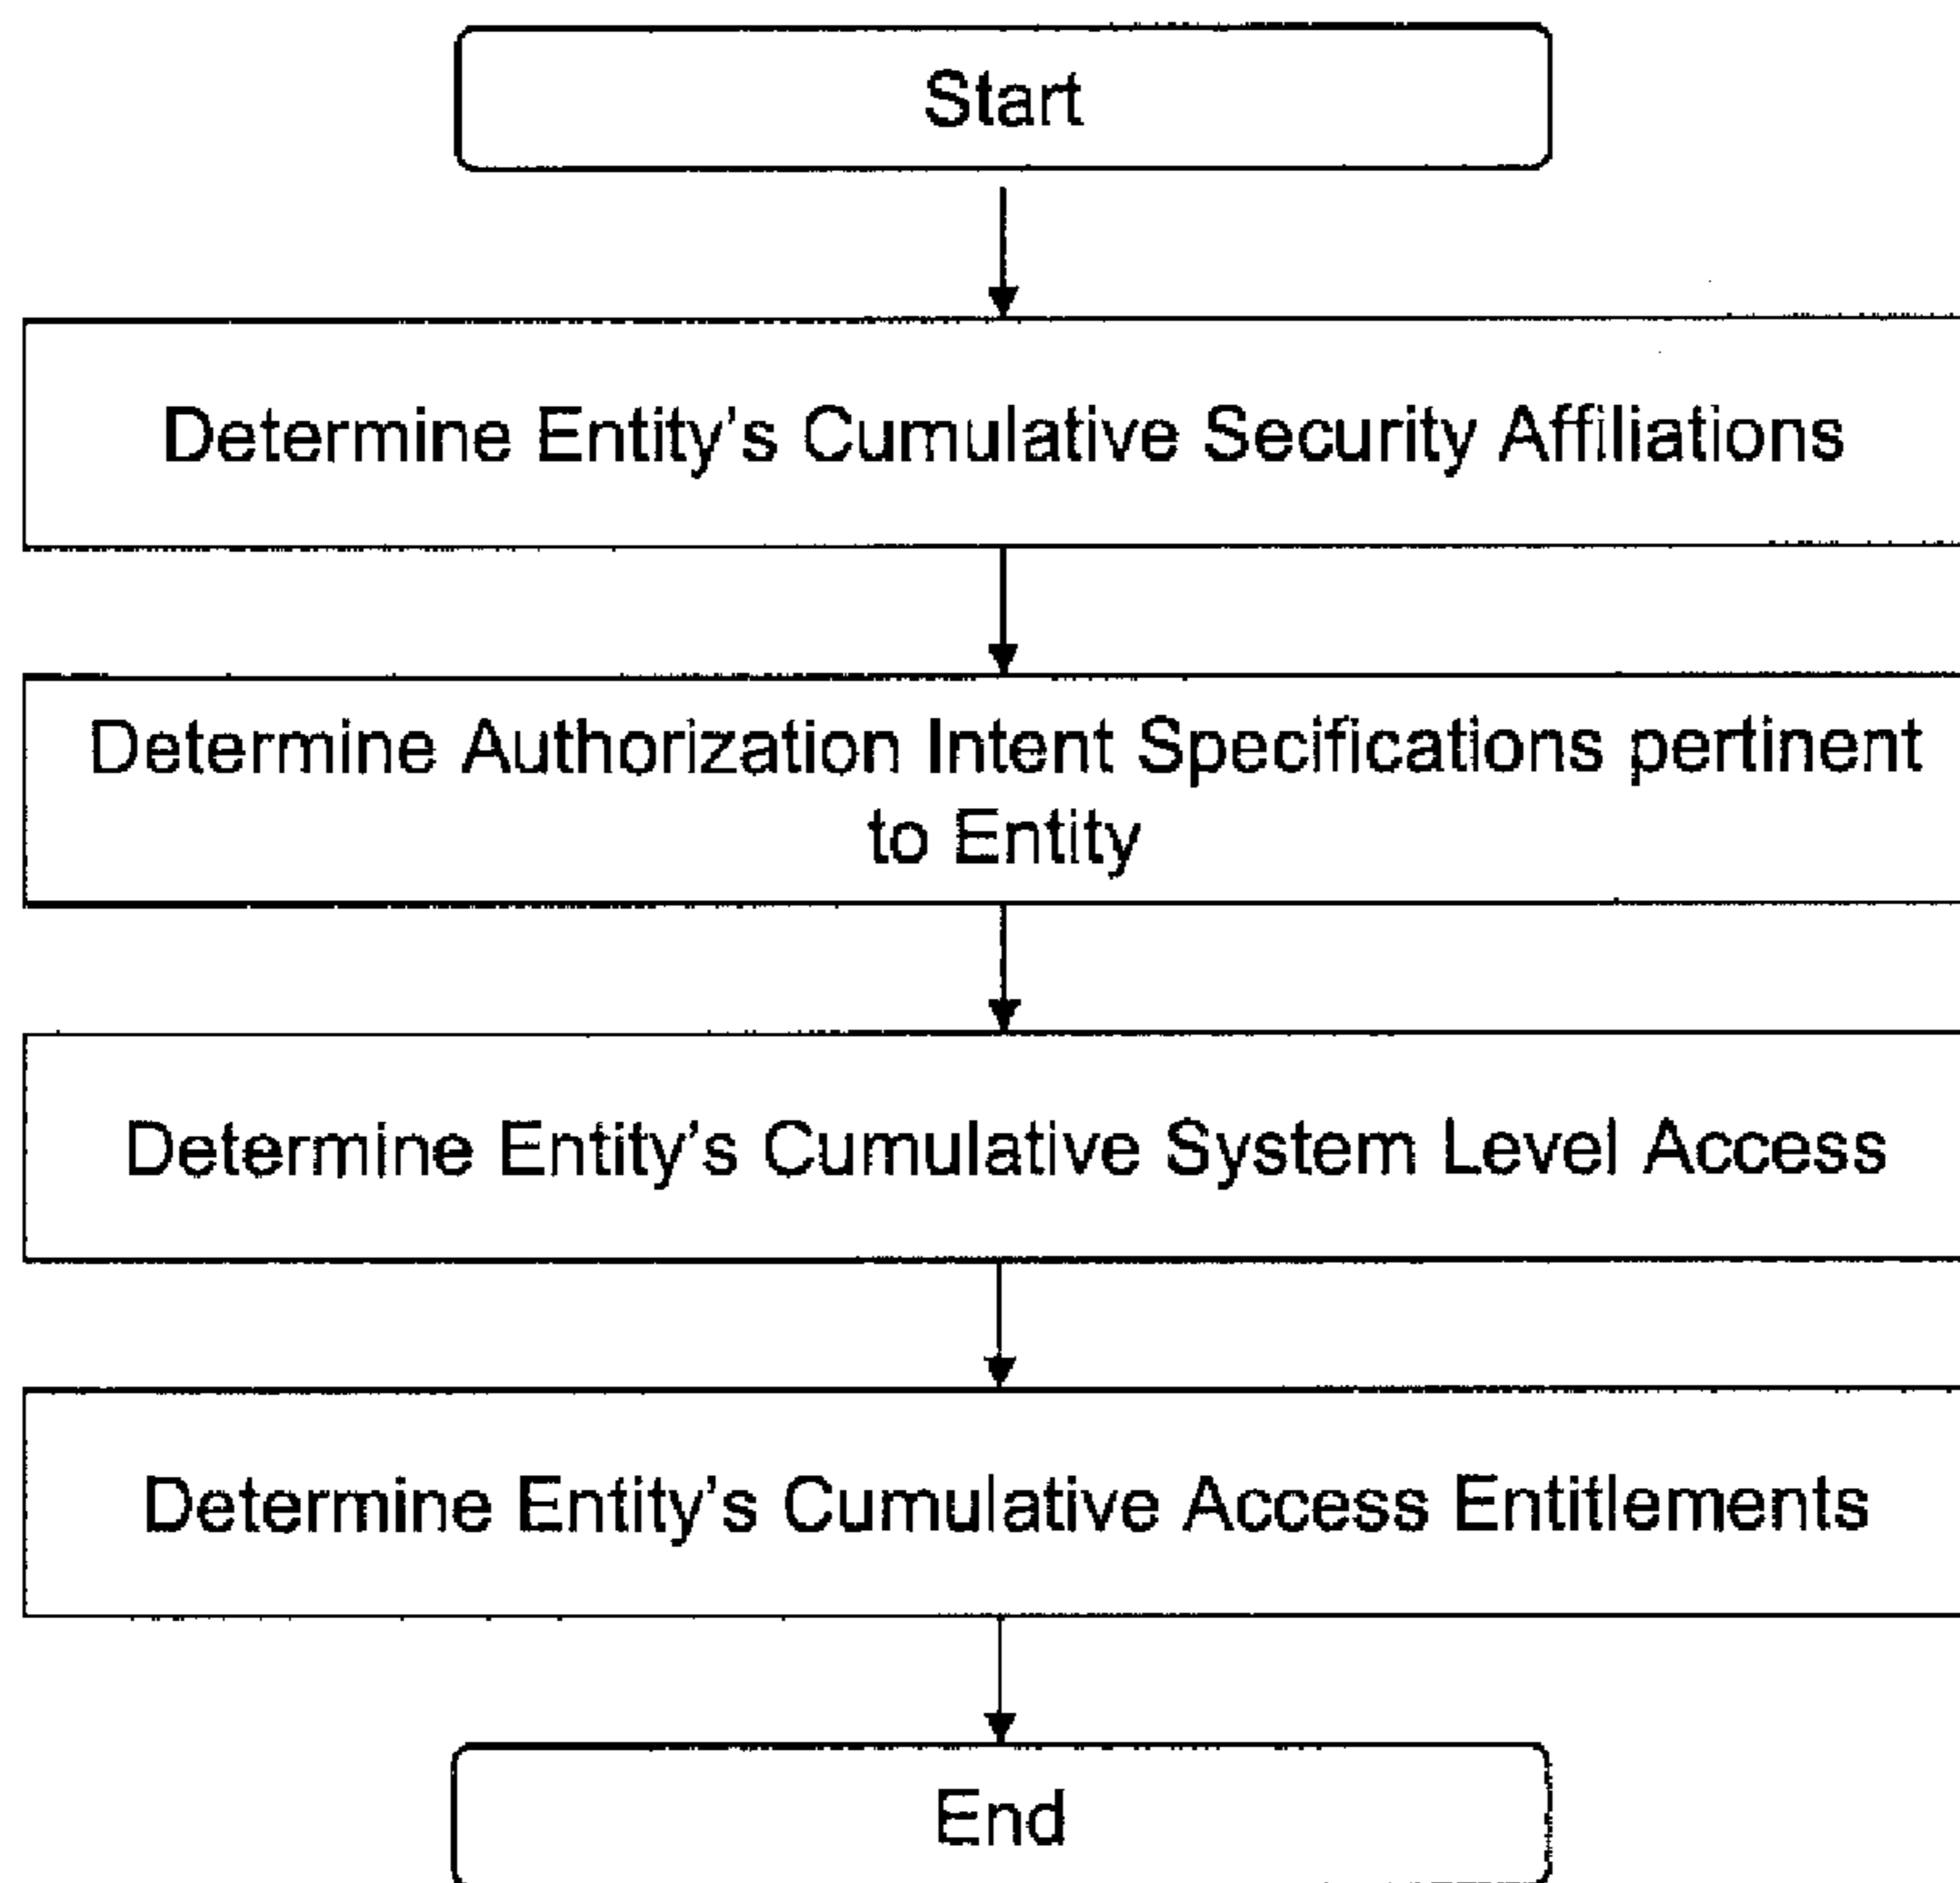 Start
Determine Entity's Cumulative Security Affiliations
Determine Authorization Intent Specifications pertinent
to Entity
Determine Entity's Cumulative System Level Access
Determine Entity's Cumulative Access Entitlements
End